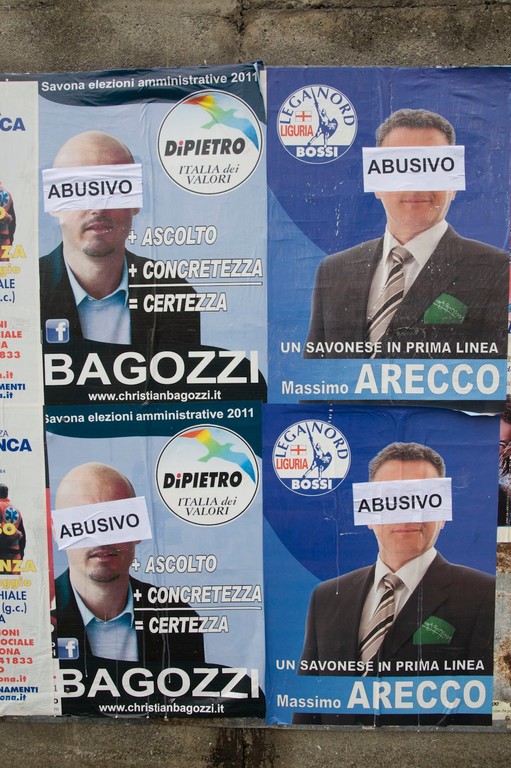 Savona elezioni amministrative 2011
DiPIETRO
ITALIA dei
VALORI
ABUSIVO
+ ASCOLTO
+ CONCRETEZZA
= CERTEZZA
f
BAGOZZI
www.christianbagozzi.it
LEGA NORD
LIGURIA
BOSSI
ABUSIVO
UN SAVONESE IN PRIMA LINEA
Massimo ARECCO
Savona elezioni amministrative 2011
DiPIETRO
ITALIA dei
VALORI
ABUSIVO
+ ASCOLTO
+ CONCRETEZZA
= CERTEZZA
f
BAGOZZI
www.christianbagozzi.it
LEGA NORD
LIGURIA
BOSSI
ABUSIVO
UN SAVONESE IN PRIMA LINEA
Massimo ARECCO